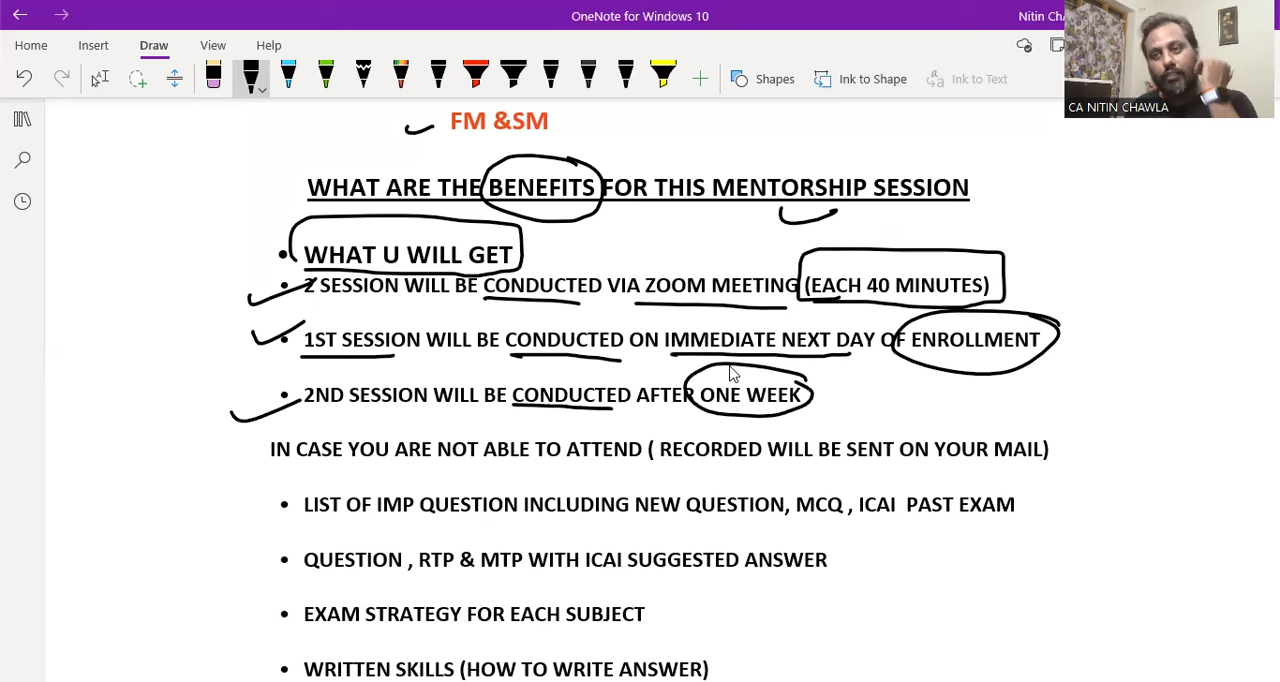 OneNote for Windows 10
Nitin Cha
Home Insert Draw View Help
Shapes Ink to Shape Ink to Text
CA NITIN CHAWLA
FM &SM
WHAT ARE THE BENEFITS FOR THIS MENTORSHIP SESSION
• WHAT U WILL GET
• 2 SESSION WILL BE CONDUCTED VIA ZOOM MEETING (EACH 40 MINUTES)
• 1ST SESSION WILL BE CONDUCTED ON IMMEDIATE NEXT DAY OF ENROLLMENT
• 2ND SESSION WILL BE CONDUCTED AFTER ONE WEEK
IN CASE YOU ARE NOT ABLE TO ATTEND ( RECORDED WILL BE SENT ON YOUR MAIL)
• LIST OF IMP QUESTION INCLUDING NEW QUESTION, MCQ , ICAI PAST EXAM
• QUESTION , RTP & MTP WITH ICAI SUGGESTED ANSWER
• EXAM STRATEGY FOR EACH SUBJECT
• WRITTEN SKILLS (HOW TO WRITE ANSWER)